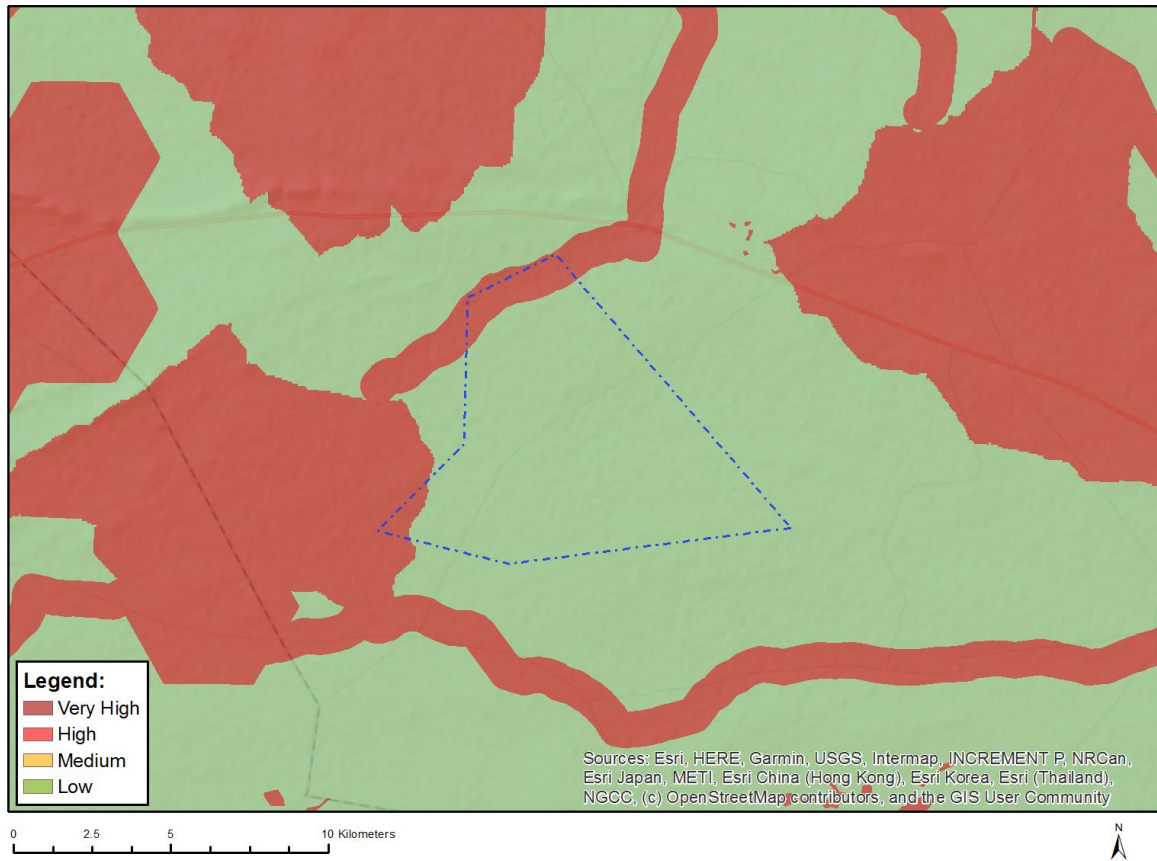 Legend:
Very High
High
Medium
Low
Sources: Esri, HERE, Garmin, USGS, Intermap, INCREMENT P, NRCan,
Esri Japan, METI, Esri China (Hong Kong), Esri Korea, Esri (Thailand),
NGCC, (c) OpenStreetMap contributors, and the GIS User Community
0 2.5 5 10 Kilometers
N